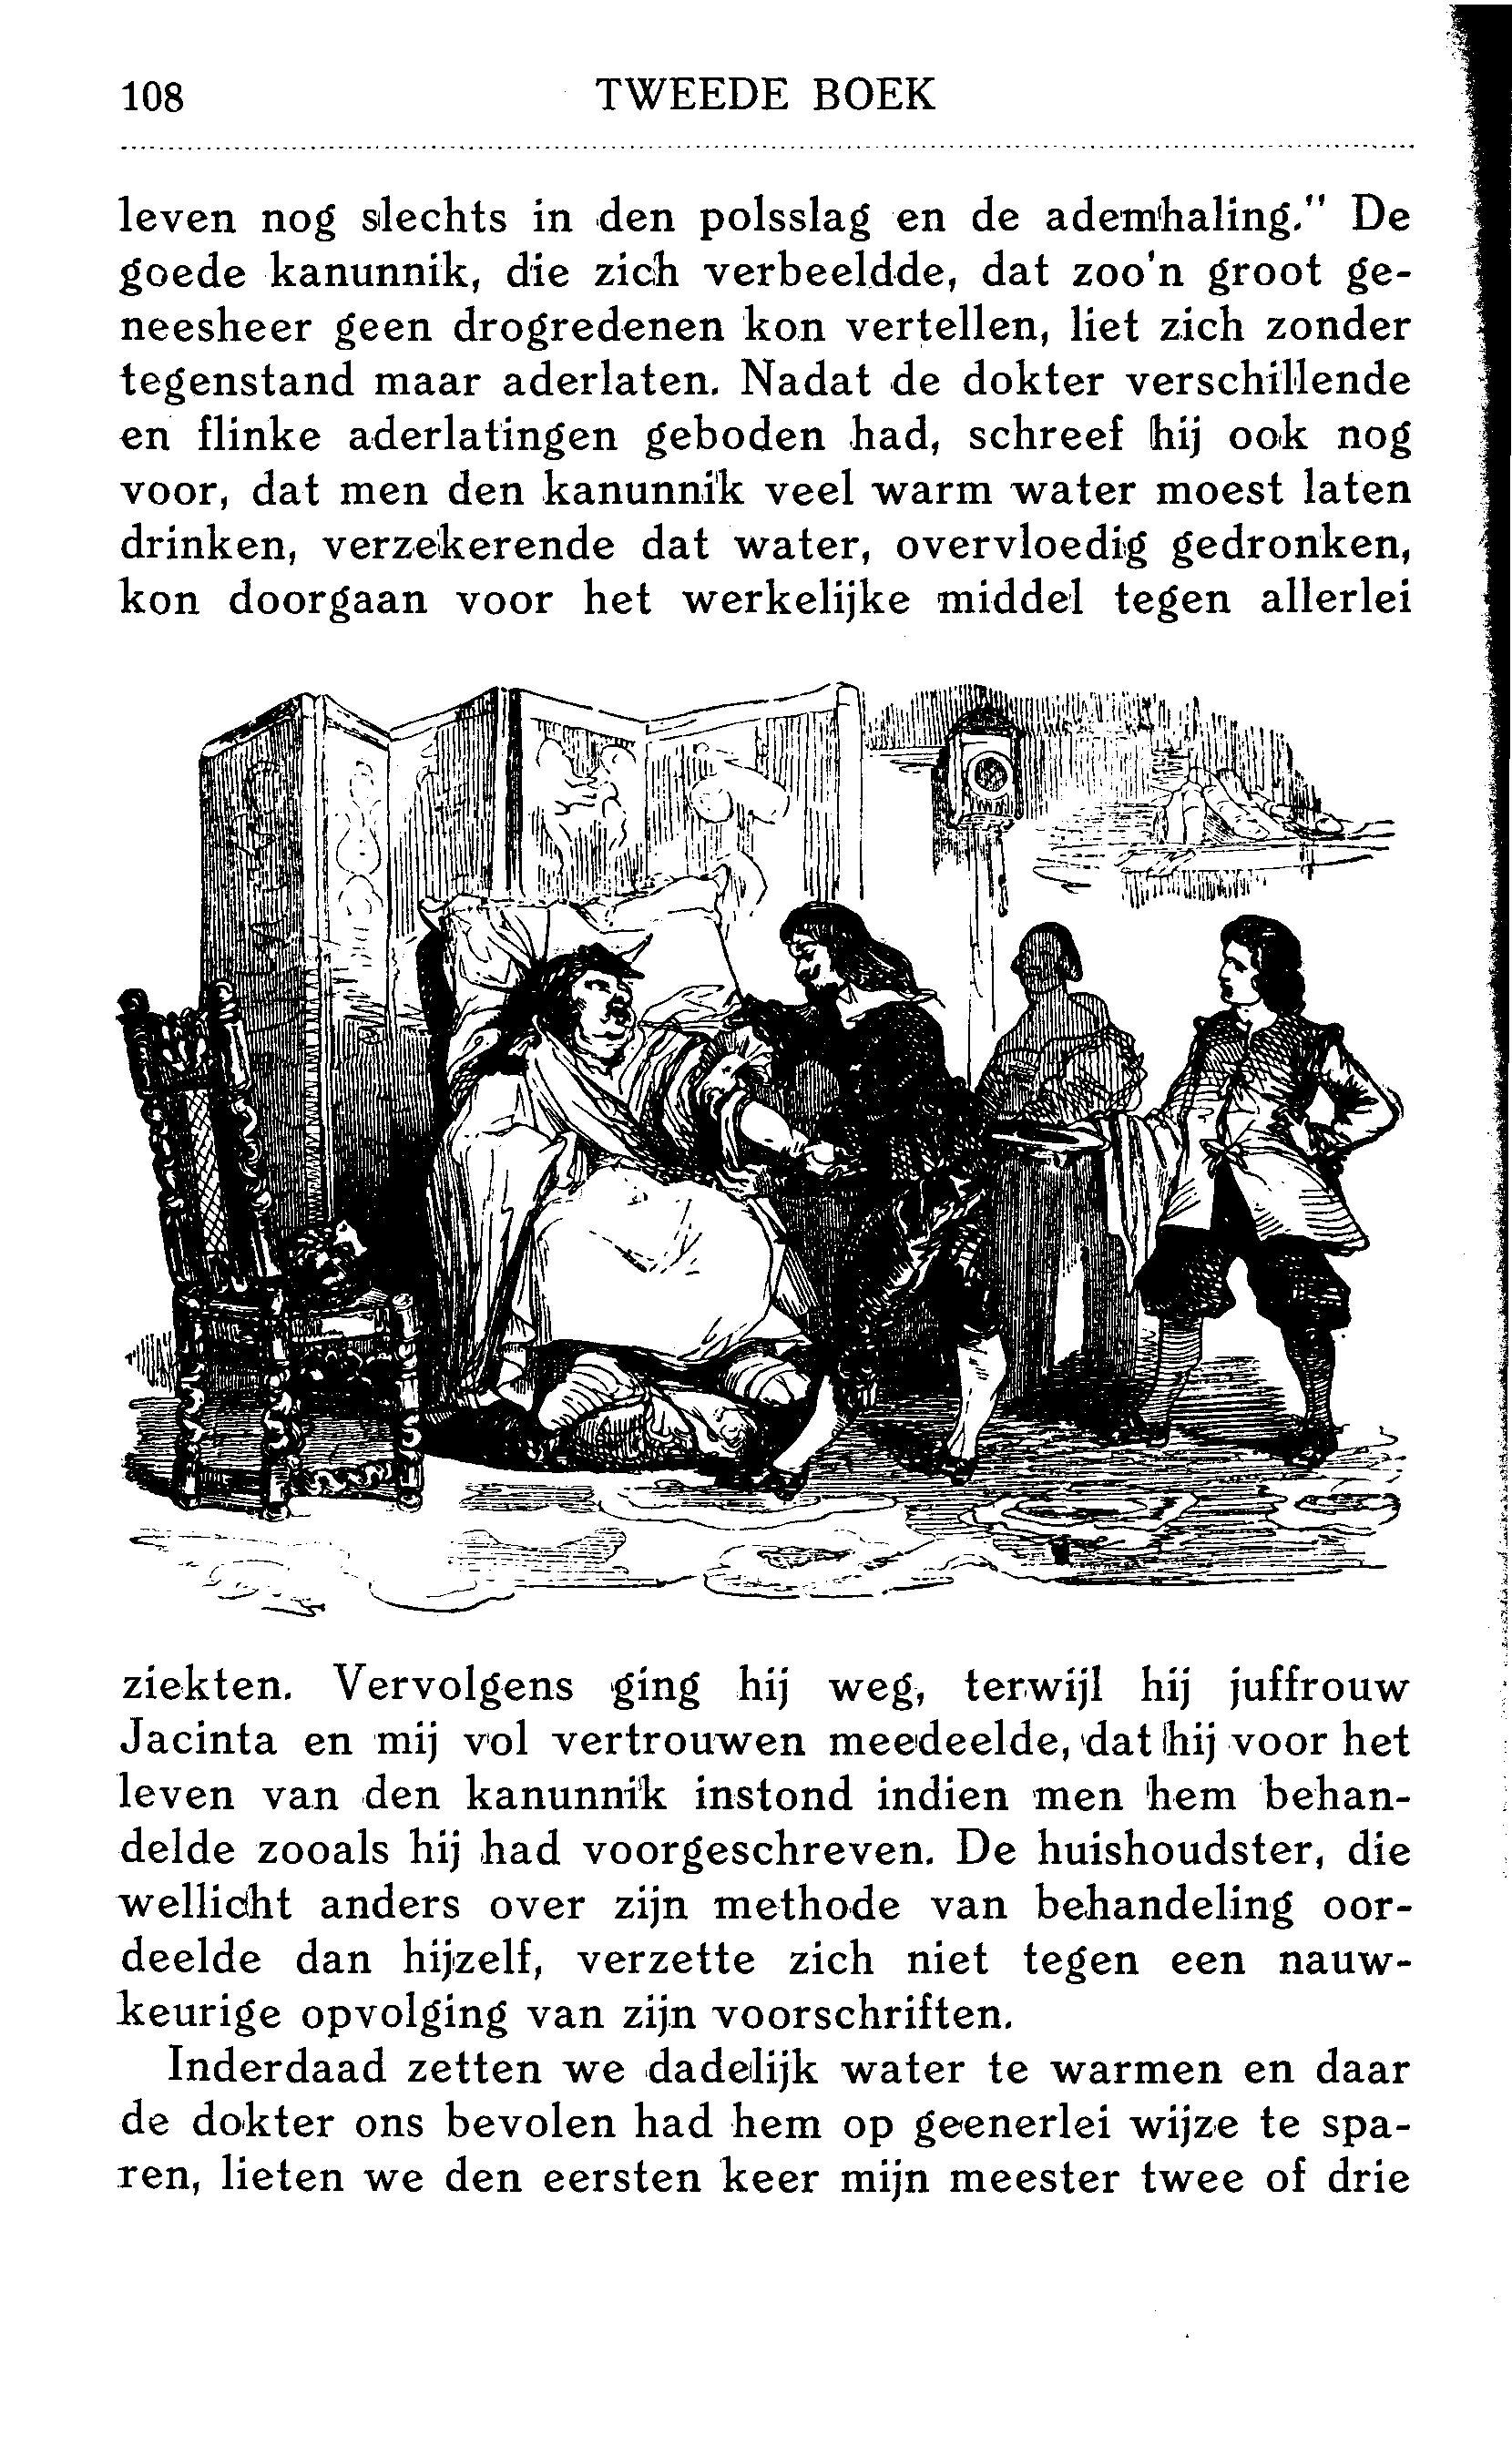 108 TWEEDE BOEK
leven nog slechts in den polsslag en de ademhaling." De
goede kanunnik, die zich verbeeldde, dat zoo'n groot ge-
neesheer geen drogredenen kon vertellen, liet zich zonder
tegenstand maar aderlaten. Nadat de dokter verschillende
en flinke aderlatingen geboden had, schreef hij ook nog
voor, dat men den kanunnik veel warm water moest laten
drinken, verzekerende dat water, overvloedig gedronken,
kon doorgaan voor het werkelijke middel tegen allerlei
ziekten. Vervolgens ging hij weg, terwijl hij juffrouw
Jacinta en mij vol vertrouwen meedeelde, dat hij voor het
leven van den kanunnik instond indien men hem behan-
delde zooals hij had voorgeschreven. De huishoudster, die
wellicht anders over zijn methode van behandeling oor-
deelde dan hijzelf, verzette zich niet tegen een nauw-
keurige opvolging van zijn voorschriften.
Inderdaad zetten we dadelijk water te warmen en daar
de dokter ons bevolen had hem op geenerlei wijze te spa-
ren, lieten we den eersten keer mijn meester twee of drie